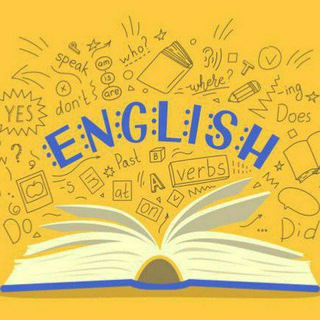 who?
speak
am
is
are
where?
ing
don't
YES
Does
ENGLISH
Past
B
verbs
?
-s
A
at
on
DO
Did
T